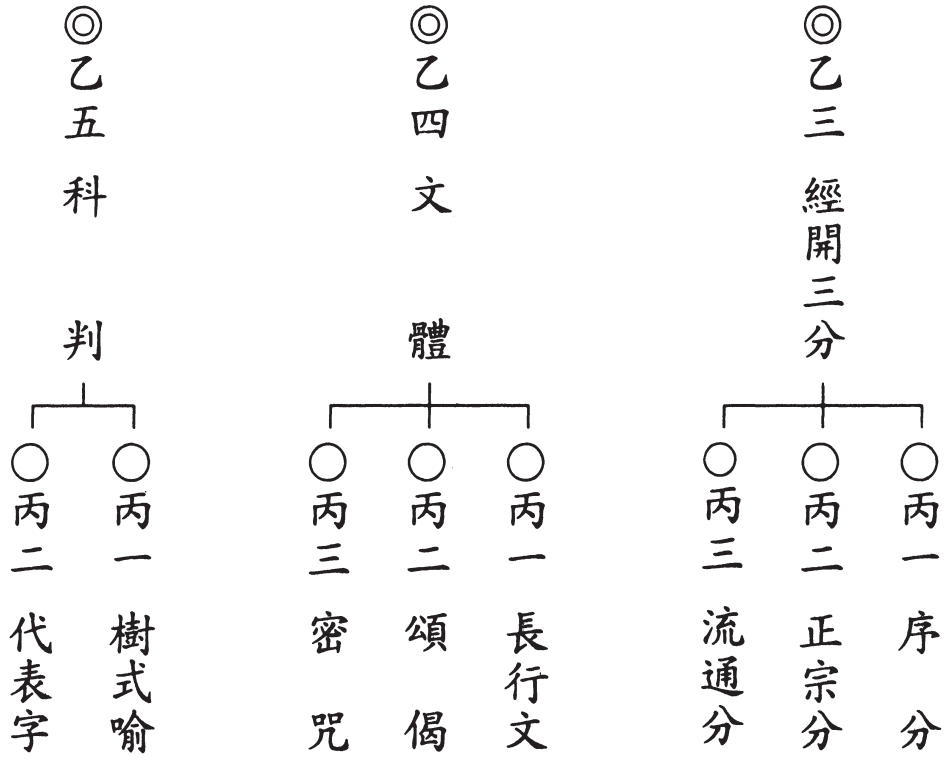 乙三 經開三分
丙一 序分
丙二 正宗分
丙三 流通分
乙四 文體
丙一 長行文
丙二 頌偈
丙三 密咒
乙五 科判
丙一 樹式喻
丙二 代表字